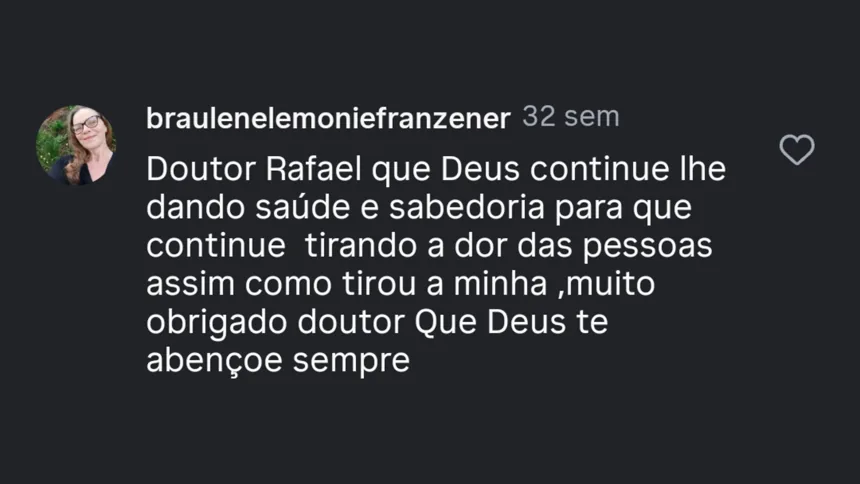 braulenelemoniefranzener 32 sem
Doutor Rafael que Deus continue lhe
dando saúde e sabedoria para que
continue  tirando a dor das pessoas
assim como tirou a minha ,muito
obrigado doutor Que Deus te
abençoe sempre